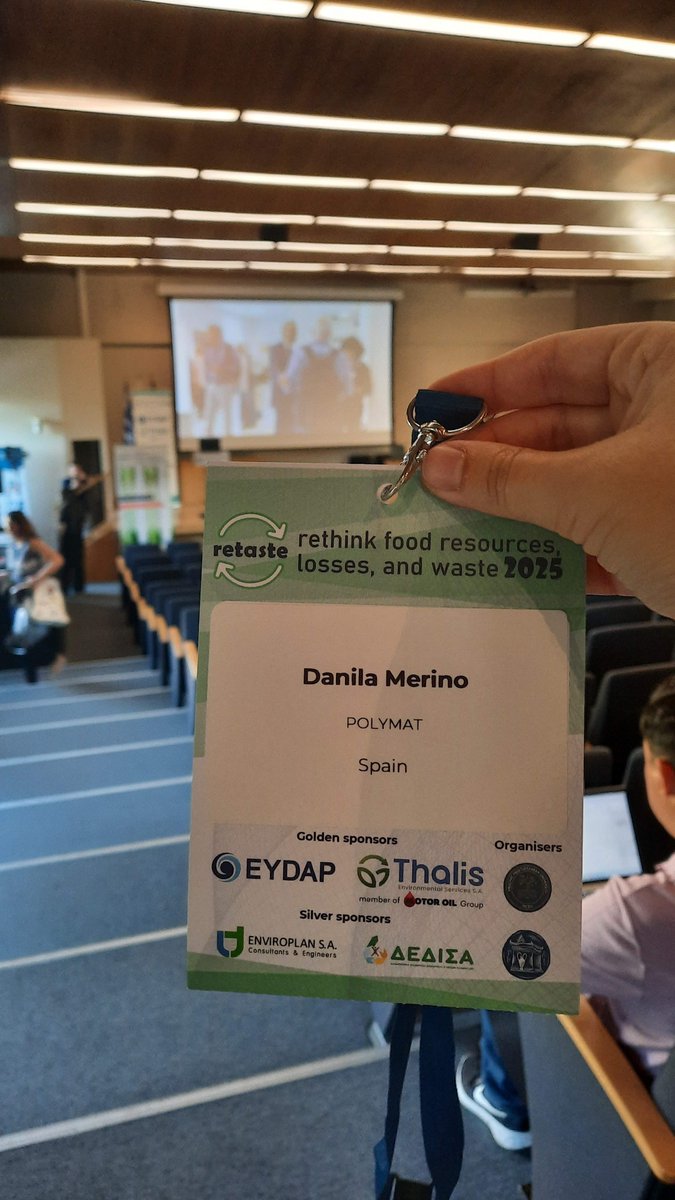 retaste
rethink food resources,
losses, and waste 2025
Danila Merino
POLYMAT
Spain
Golden sponsors
Organisers
EYDAP
Thalis
Environmental Services S.A.
member of MOTOR OIL Group
Silver sponsors
ENVIROPLAN S.A.
Consultants & Engineers
ΔΕΔΙΣΑ